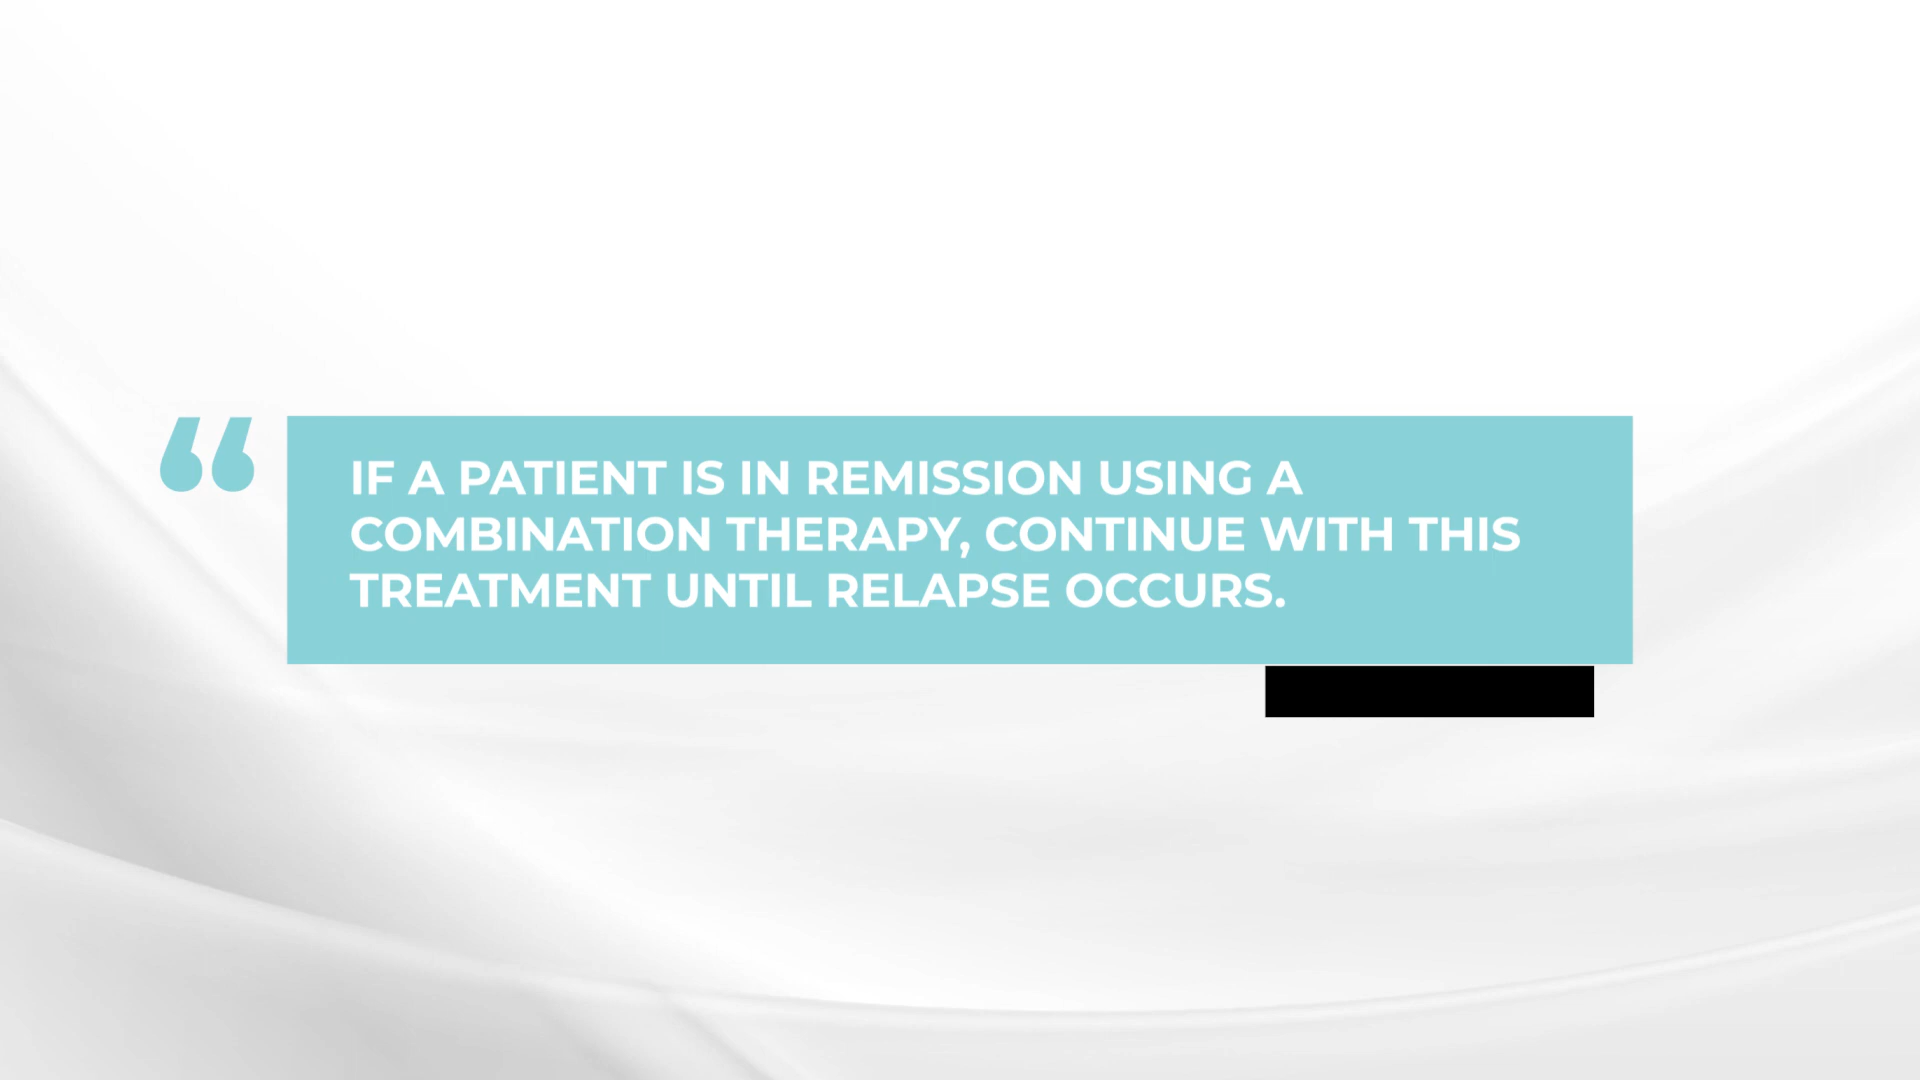 “
IF A PATIENT IS IN REMISSION USING A
COMBINATION THERAPY, CONTINUE WITH THIS
TREATMENT UNTIL RELAPSE OCCURS.